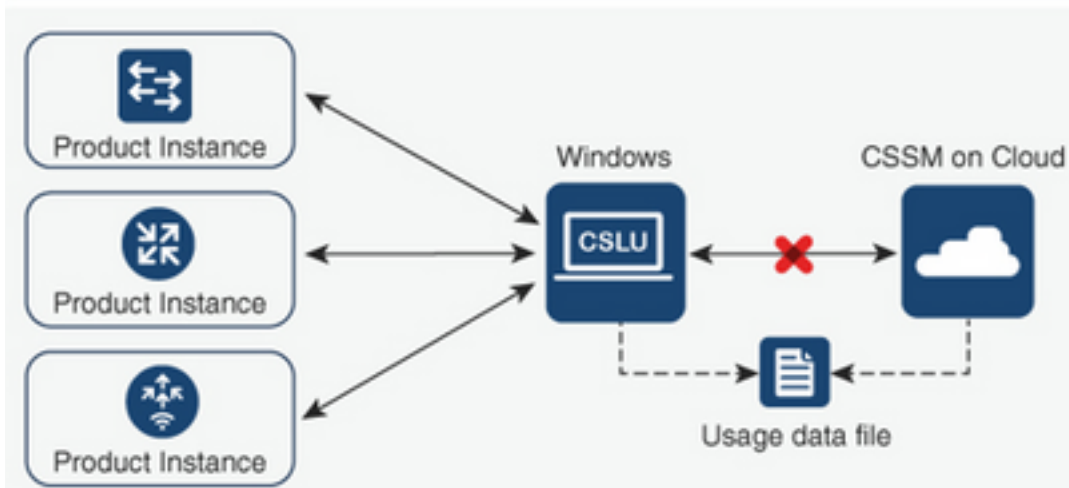 Product Instance
Windows
CSSM on Cloud
CSLU
Product Instance
Usage data file
Product Instance